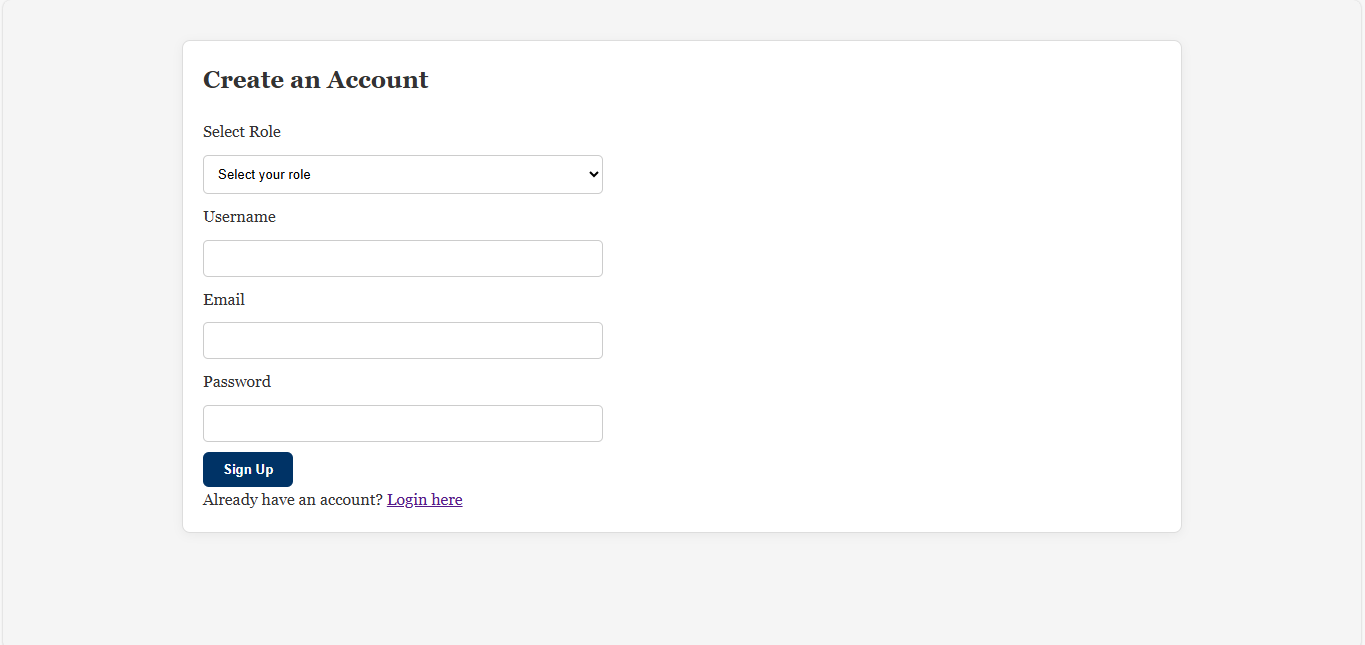 Create an Account
Select Role
Select your role
Username
Email
Password
Sign Up
Already have an account? Login here